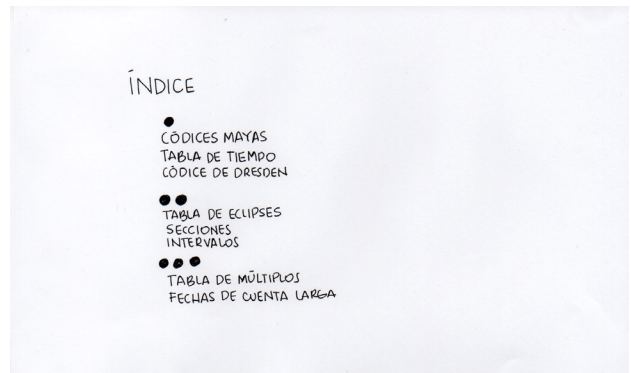 ÍNDICE
●
CÓDICES MAYAS
TABLA DE TIEMPO
CÓDICE DE DRESDEN
●●
TABLA DE ECLIPSES
SECCIONES
INTERVALOS
●●●
TABLA DE MÚLTIPLOS
FECHAS DE CUENTA LARGA